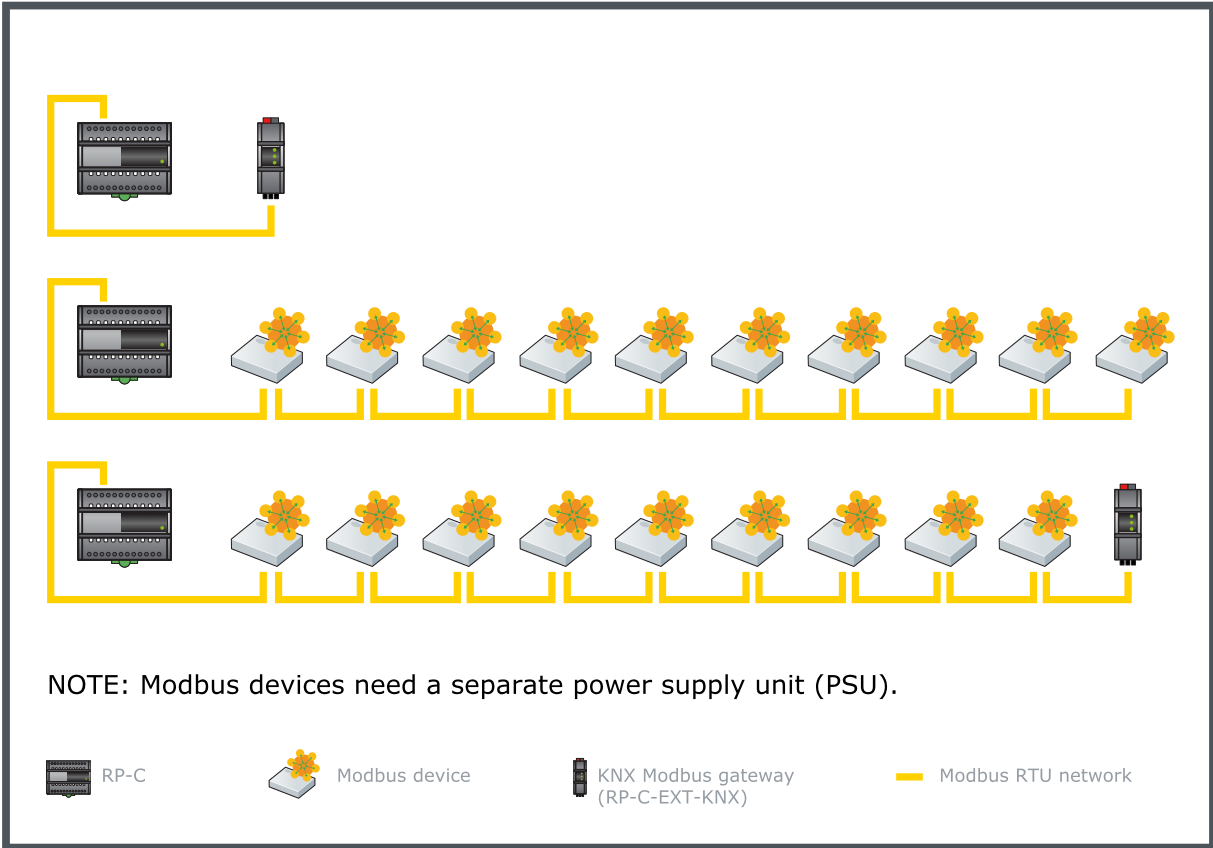 NOTE: Modbus devices need a separate power supply unit (PSU).
RP-C
Modbus device
KNX Modbus gateway
(RP-C-EXT-KNX)
Modbus RTU network